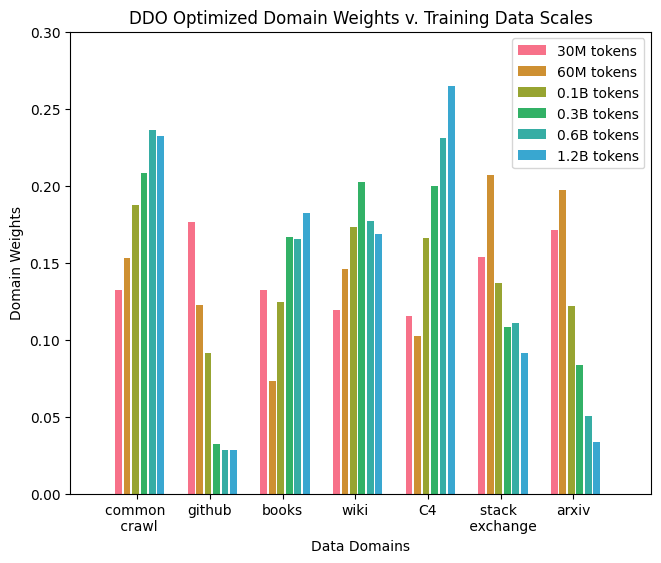 DDO Optimized Domain Weights v. Training Data Scales
0.30
0.25
0.20
0.15
0.10
0.05
0.00
Domain Weights
30M tokens
60M tokens
0.1B tokens
0.3B tokens
0.6B tokens
1.2B tokens
common github books wiki C4 stack arxiv
crawl exchange
Data Domains